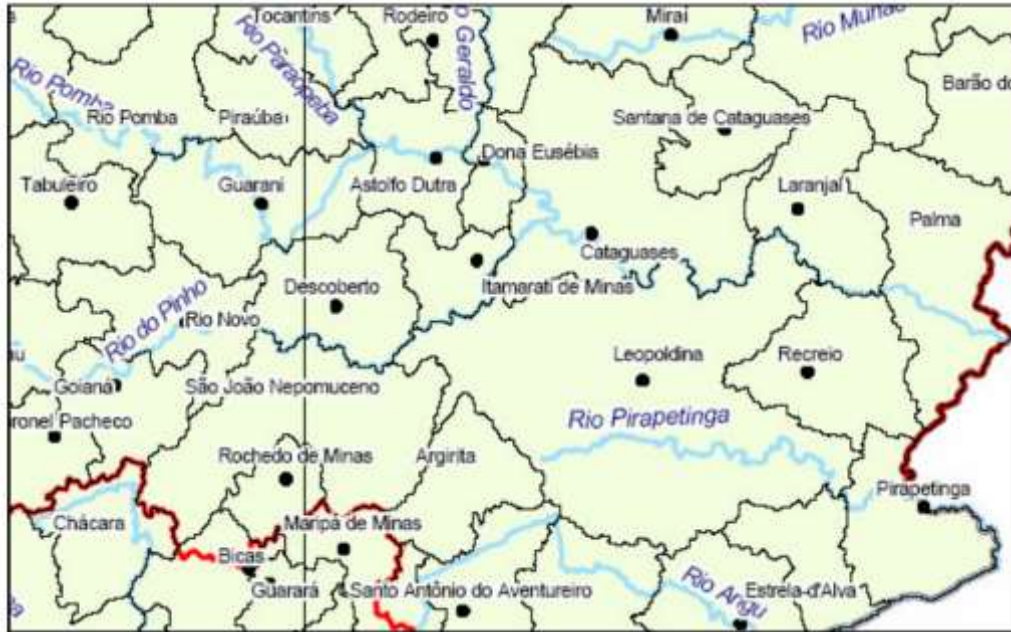 Tocantins
Rodeiro
Miraí
Rio Muriaé
Rio Pomba
Rio Paraopeba
Geraldo
Barão do
Rio Pomba
Piraúba
Santana de Cataguases
Dona Eusébia
Tabuleiro
Guarani
Astolfo Dutra
Laranjal
Palma
Cataguases
Descoberto
Itamarati de Minas
Rio do Pinho
Rio Novo
Leopoldina
Recreio
Goianá
São João Nepomuceno
oronel Pacheco
Rio Pirapetinga
Rochedo de Minas
Argirita
Pirapetinga
Chácara
Maripá de Minas
Bicas
Guarará
Santo Antônio do Aventureiro
Rio Angu
Estrela-d'Alva